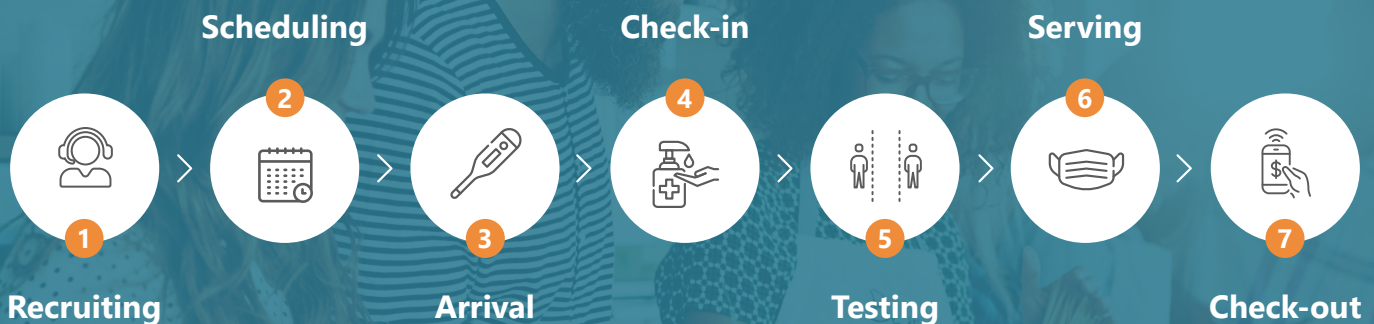 Scheduling
Check-in
Serving
2
4
6
$
1
3
5
7
Recruiting
Arrival
Testing
Check-out